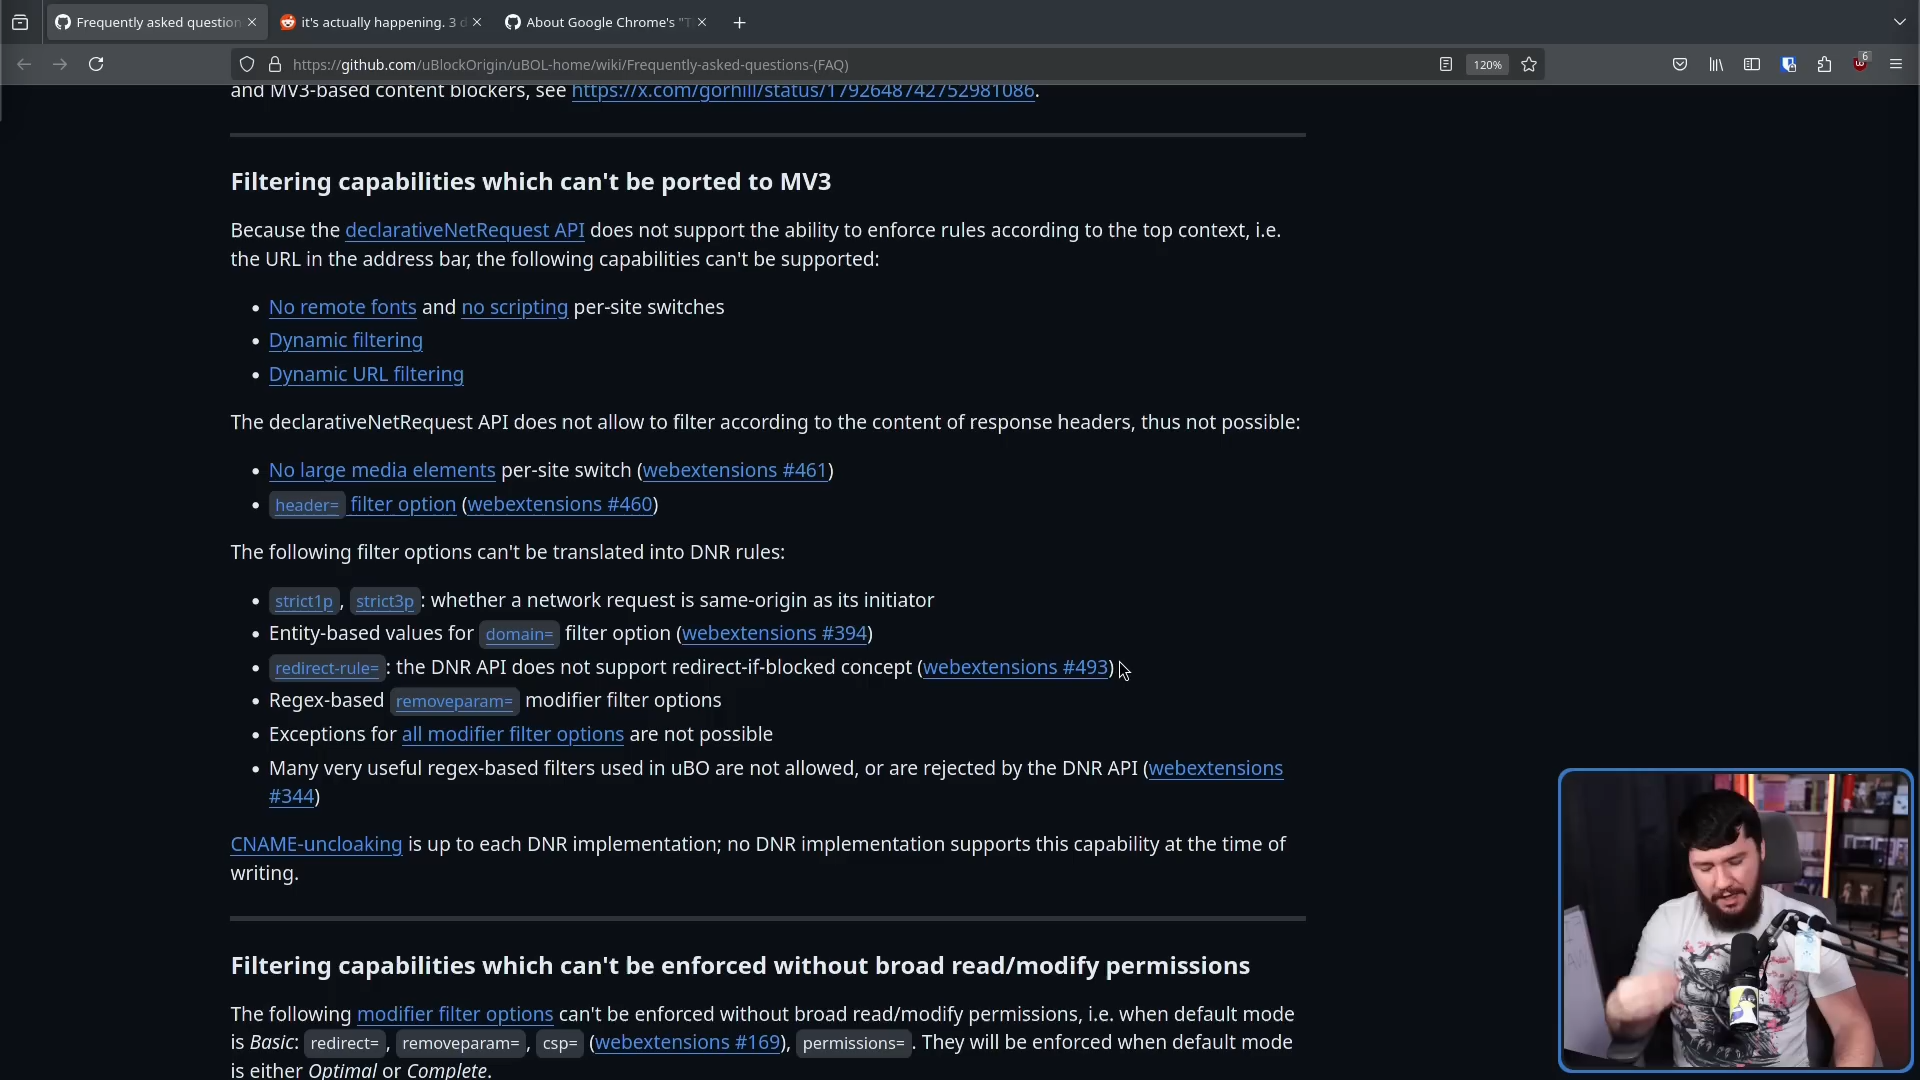 Frequently asked question
it's actually happening. 3 d
About Google Chrome's "T
https://github.com/uBlockOrigin/uBOL-home/wiki/Frequently-asked-questions-(FAQ)
120%
6
and MV3-based content blockers, see https://x.com/gorhill/status/1792648742752981086.
Filtering capabilities which can't be ported to MV3
Because the declarativeNetRequest API does not support the ability to enforce rules according to the top context, i.e.
the URL in the address bar, the following capabilities can't be supported:
• No remote fonts and no scripting per-site switches
• Dynamic filtering
• Dynamic URL filtering
The declarativeNetRequest API does not allow to filter according to the content of response headers, thus not possible:
• No large media elements per-site switch (webextensions #461)
• header= filter option (webextensions #460)
The following filter options can't be translated into DNR rules:
• strict1p, strict3p: whether a network request is same-origin as its initiator
• Entity-based values for domain= filter option (webextensions #394)
• redirect-rule=: the DNR API does not support redirect-if-blocked concept (webextensions #493)
• Regex-based removeparam= modifier filter options
• Exceptions for all modifier filter options are not possible
• Many very useful regex-based filters used in uBO are not allowed, or are rejected by the DNR API (webextensions
#344)
CNAME-uncloaking is up to each DNR implementation; no DNR implementation supports this capability at the time of
writing.
Filtering capabilities which can't be enforced without broad read/modify permissions
The following modifier filter options can't be enforced without broad read/modify permissions, i.e. when default mode
is Basic: redirect=, removeparam=, csp= (webextensions #169), permissions=. They will be enforced when default mode
is either Optimal or Complete.